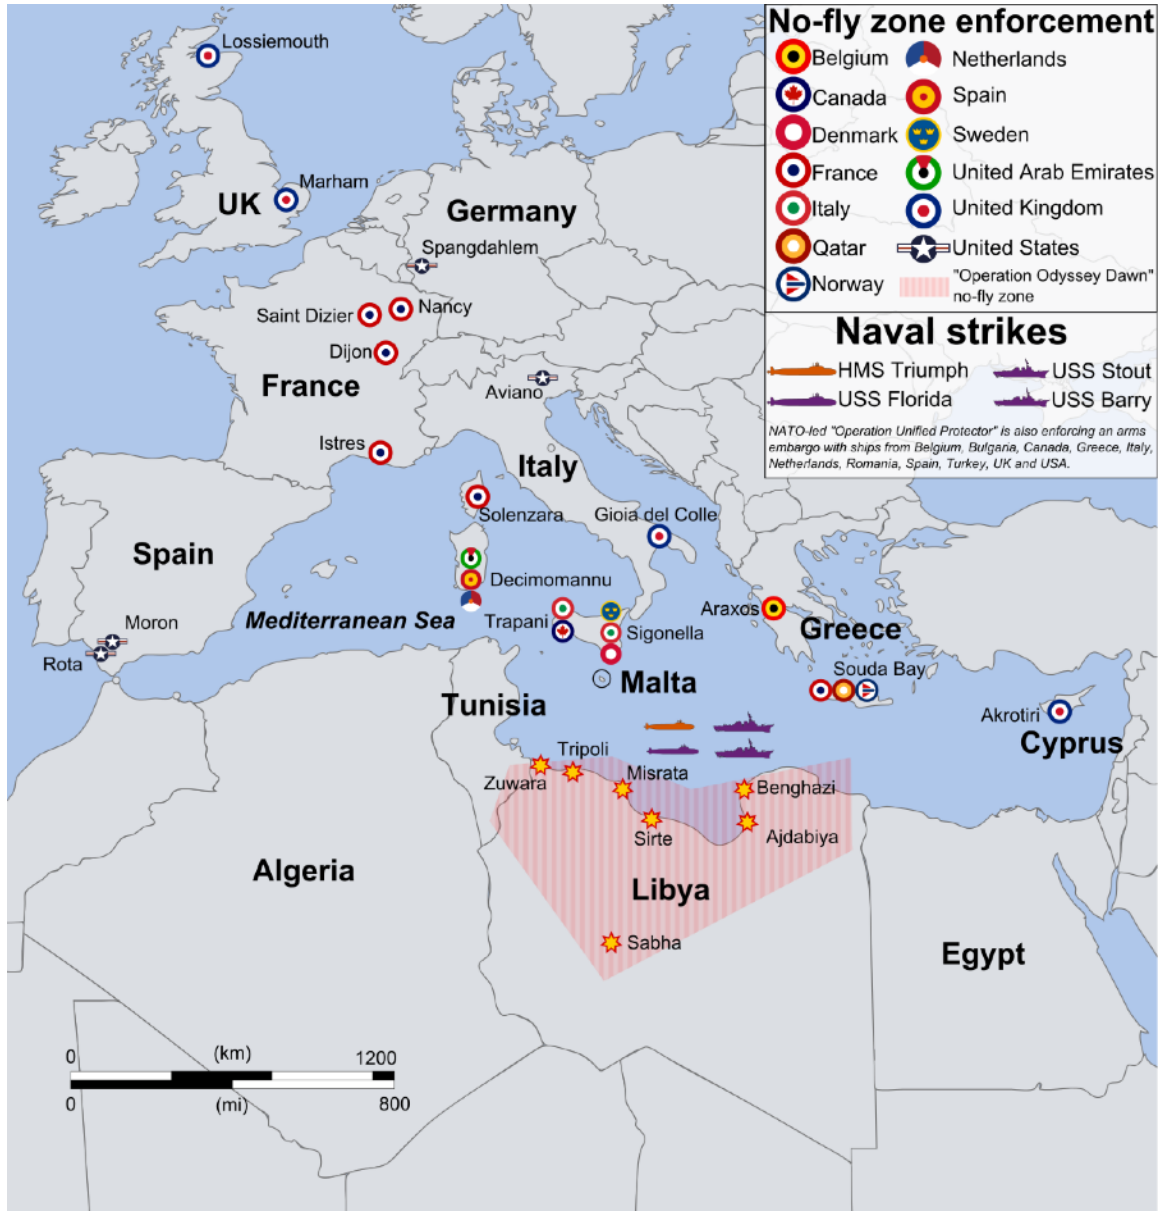 No-fly zone enforcement
Belgium
Netherlands
Canada
Spain
Denmark
Sweden
France
United Arab Emirates
Italy
United Kingdom
Qatar
United States
Norway
"Operation Odyssey Dawn"
no-fly zone
Naval strikes
HMS Triumph
USS Stout
USS Florida
USS Barry
NATO-led "Operation Unified Protector" is also enforcing an arms
embargo with ships from Belgium, Bulgaria, Canada, Greece, Italy,
Netherlands, Romania, Spain, Turkey, UK and USA.
Lossiemouth
Marham
UK
Germany
Spangdahlem
Saint Dizier
Nancy
Dijon
France
Aviano
Istres
Italy
Solenzara
Gioia del Colle
Spain
Decimomannu
Mediterranean Sea
Trapani
Sigonella
Araxos
Greece
Moron
Rota
Souda Bay
Malta
Tunisia
Akrotiri
Cyprus
Tripoli
Zuwara
Misrata
Benghazi
Sirte
Ajdabiya
Algeria
Libya
Sabha
Egypt
0 (km) 1200
0 (mi) 800